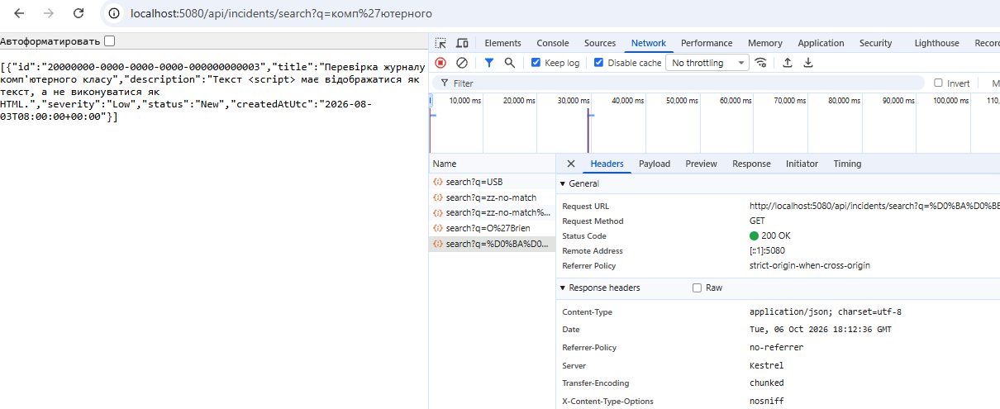 localhost:5080/api/incidents/search?q=комп%27ютерного
Автоформатировать
[{"id":"20000000-0000-0000-0000-000000000003","title":"Перевірка журналу
комп'ютерного класу","description":"Текст <script> має відображатися як
текст, а не виконуватися як
HTML.","severity":"Low","status":"New","createdAtUtc":"2026-08-
03T08:00:00+00:00"}]
Elements Console Sources Network Performance Memory Application Security Lighthouse Recor
Keep log Disable cache No throttling
Filter Invert M
10,000 ms 20,000 ms 30,000 ms 40,000 ms 50,000 ms 60,000 ms 70,000 ms 80,000 ms 90,000 ms 100,000 ms 110,
Name
search?q=USB
search?q=zz-no-match
search?q=zz-no-match%...
search?q=O%27Brien
search?q=%D0%BA%D0...
Headers Payload Preview Response Initiator Timing
General
Request URL http://localhost:5080/api/incidents/search?q=%D0%BA%D0%BE
Request Method GET
Status Code 200 OK
Remote Address [::1]:5080
Referrer Policy strict-origin-when-cross-origin
Response headers Raw
Content-Type application/json; charset=utf-8
Date Tue, 06 Oct 2026 18:12:36 GMT
Referrer-Policy no-referrer
Server Kestrel
Transfer-Encoding chunked
X-Content-Type-Options nosniff